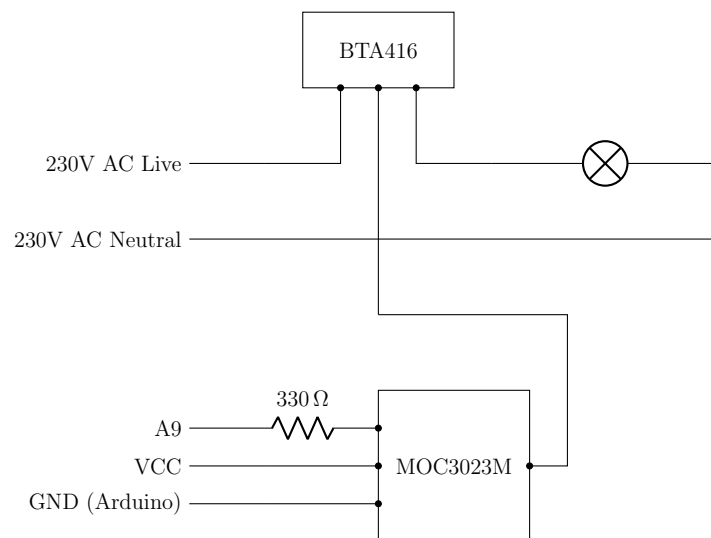 BTA416
230V AC Live
230V AC Neutral
330 Ω
A9
VCC
MOC3023M
GND (Arduino)